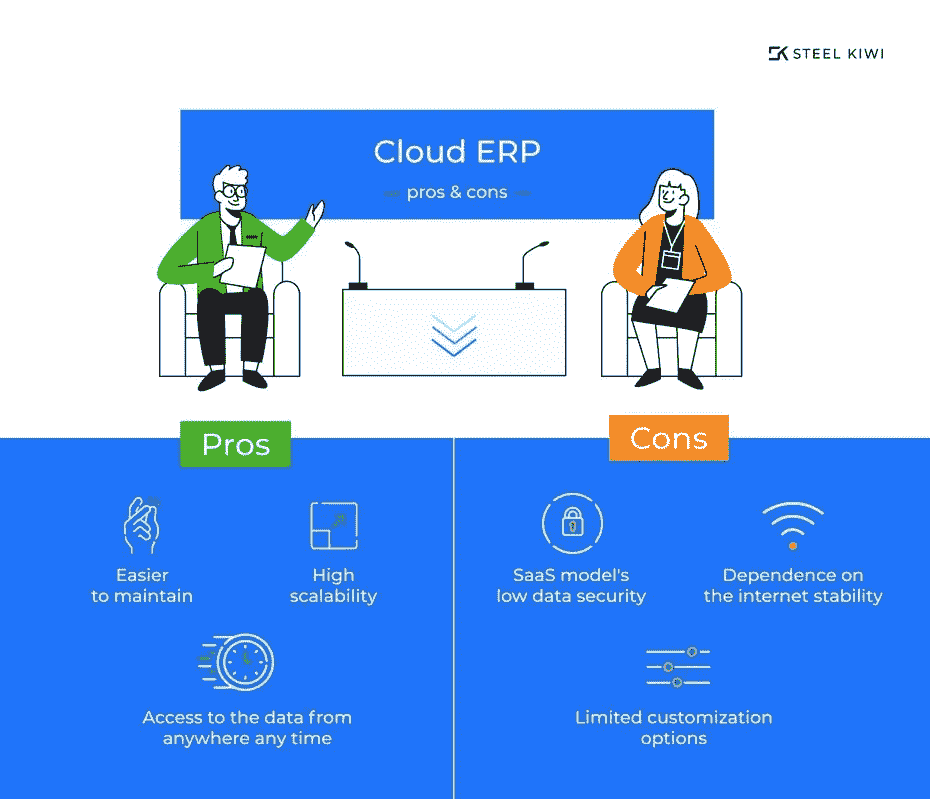 STEEL KIWI
Cloud ERP
pros & cons
Pros
Cons
Easier
to maintain
High
scalability
SaaS model's
low data security
Dependence on
the internet stability
Access to the data from
anywhere any time
Limited customization
options